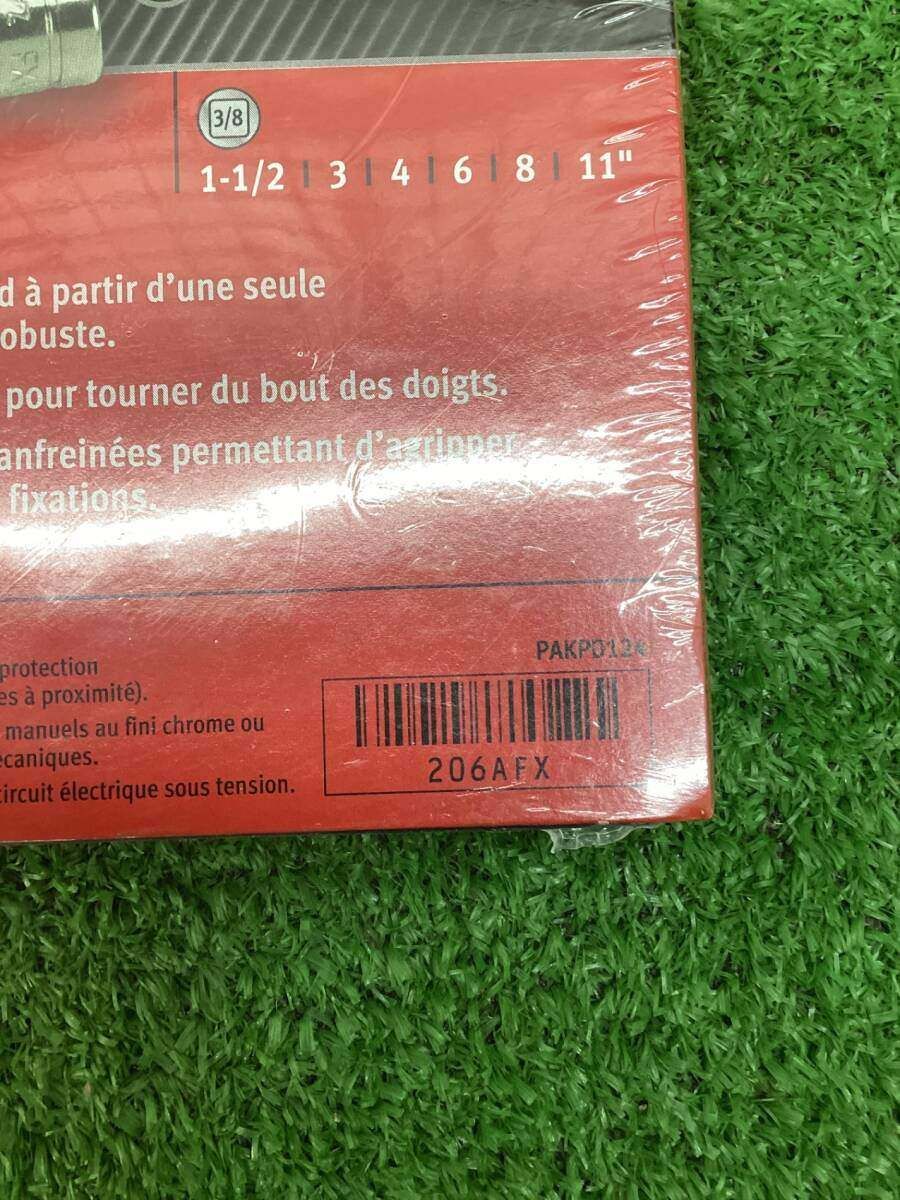 3/8
1-1/2 | 3 | 4 | 6 | 8 | 11"
d à partir d'une seule
obuste.
pour tourner du bout des doigts.
anfreinées permettant d'agripper
fixations.
protection
es à proximité).
manuels au fini chrome ou
écaniques.
circuit électrique sous tension.
206AFX